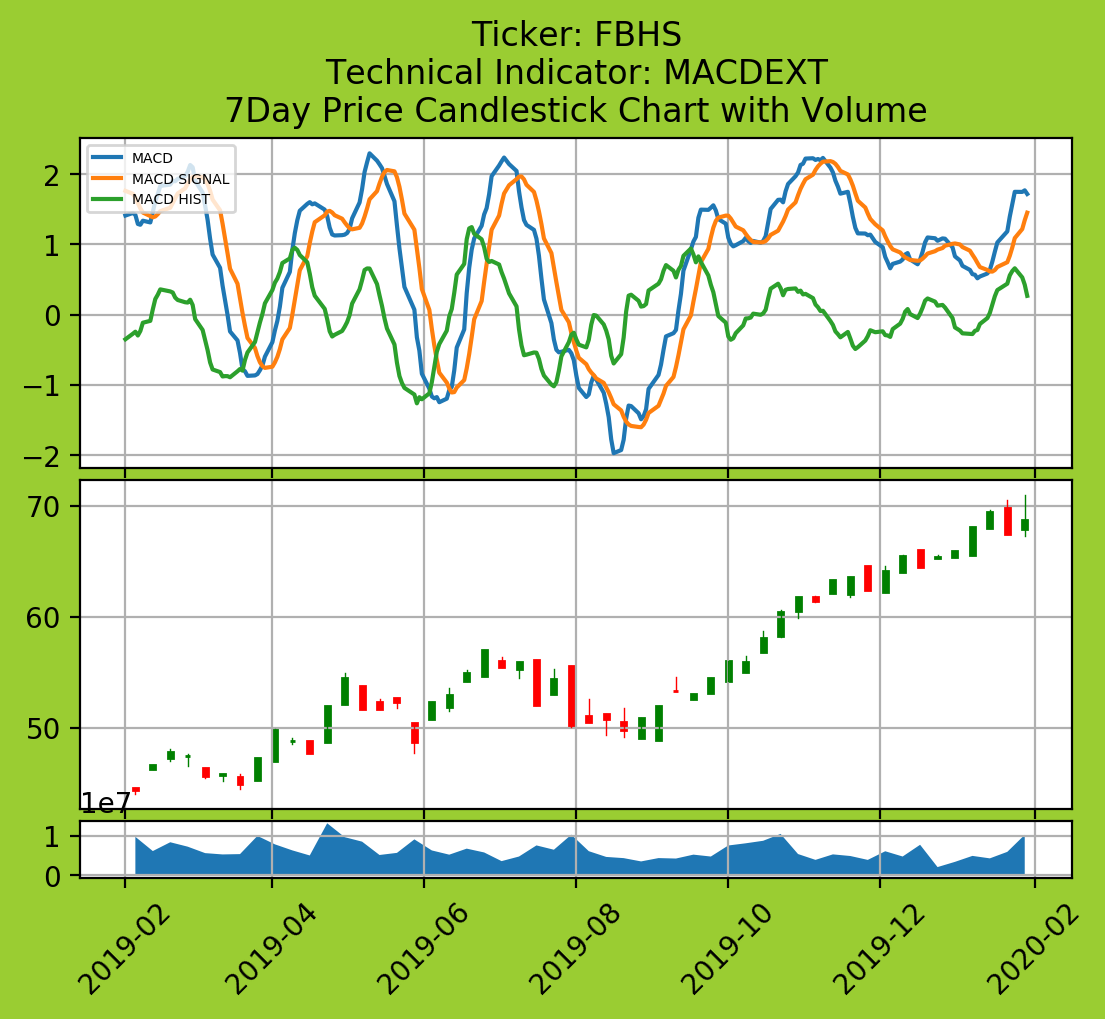 Ticker: FBHS
Technical Indicator: MACDEXT
7Day Price Candlestick Chart with Volume
MACD
MACD SIGNAL
MACD HIST
2
1
0
−1
−2
70
60
50
1e7
1
0
2019-02
2019-04
2019-06
2019-08
2019-10
2019-12
2020-02